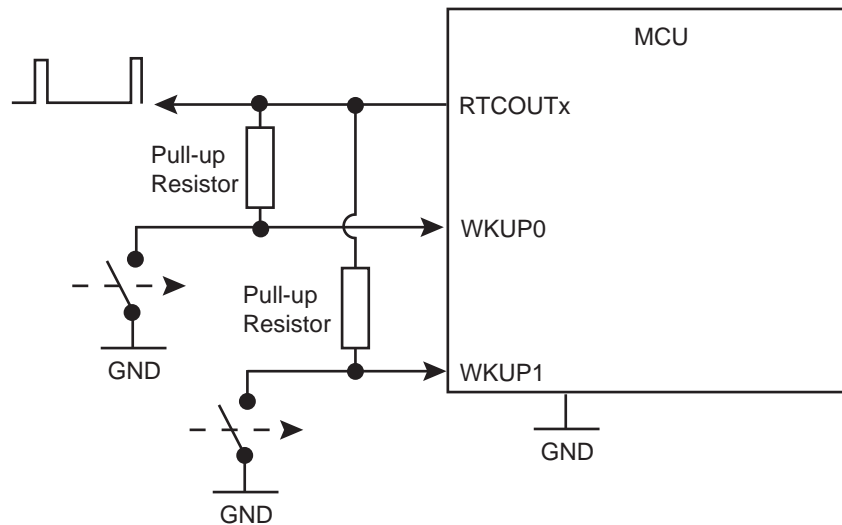 MCU
RTCOUTx
Pull-up
Resistor
WKUP0
Pull-up
Resistor
GND
WKUP1
GND
GND